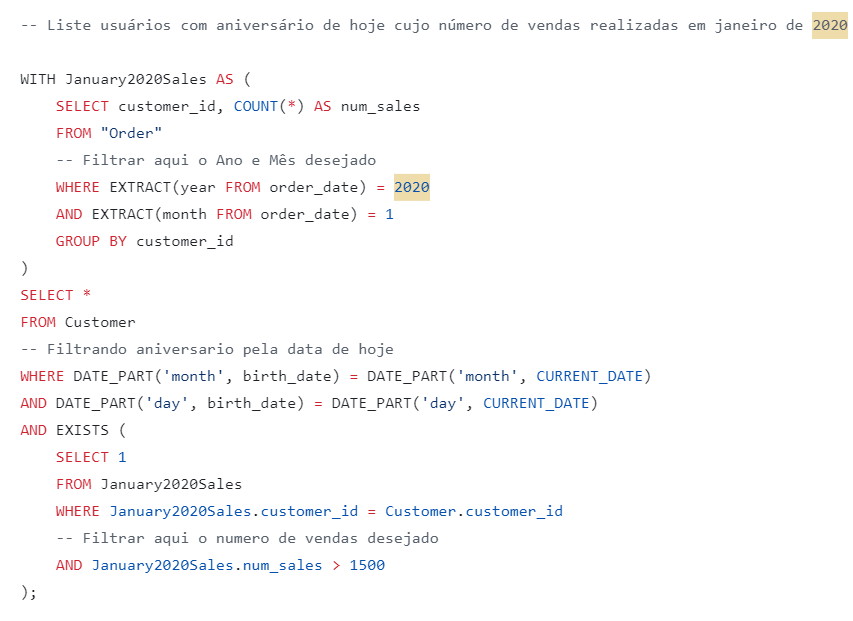 -- Liste usuários com aniversário de hoje cujo número de vendas realizadas em janeiro de 2020
WITH January2020Sales AS (
    SELECT customer_id, COUNT(*) AS num_sales
    FROM "Order"
    -- Filtrar aqui o Ano e Mês desejado
    WHERE EXTRACT(year FROM order_date) = 2020
    AND EXTRACT(month FROM order_date) = 1
    GROUP BY customer_id
)
SELECT *
FROM Customer
-- Filtrando aniversario pela data de hoje
WHERE DATE_PART('month', birth_date) = DATE_PART('month', CURRENT_DATE)
AND DATE_PART('day', birth_date) = DATE_PART('day', CURRENT_DATE)
AND EXISTS (
    SELECT 1
    FROM January2020Sales
    WHERE January2020Sales.customer_id = Customer.customer_id
    -- Filtrar aqui o numero de vendas desejado
    AND January2020Sales.num_sales > 1500
);